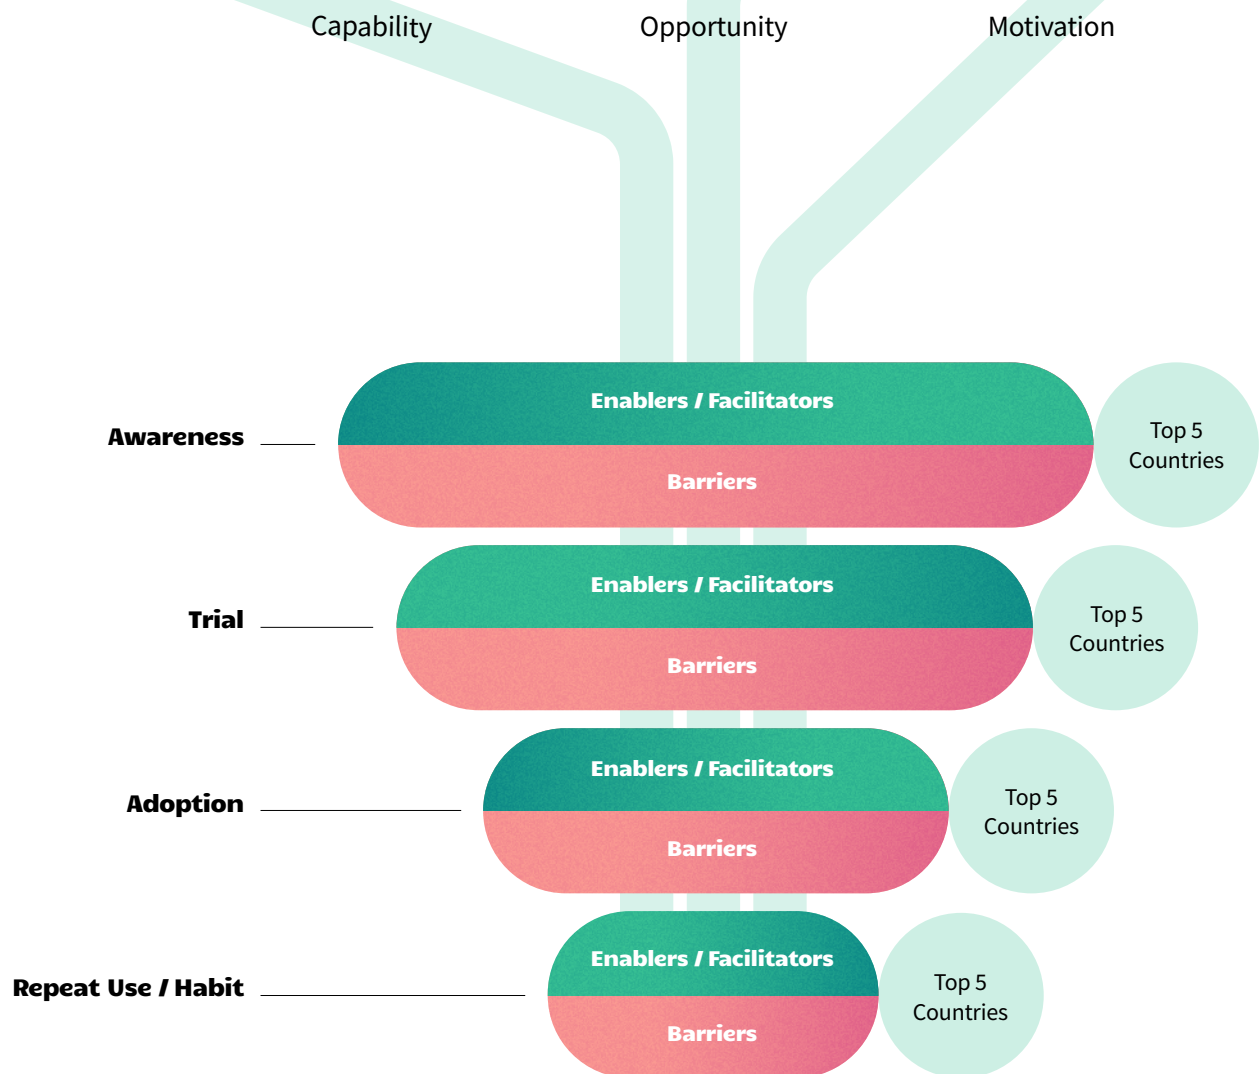 Capability
Opportunity
Motivation
Awareness
Enablers / Facilitators
Barriers
Top 5
Countries
Trial
Enablers / Facilitators
Barriers
Top 5
Countries
Adoption
Enablers / Facilitators
Barriers
Top 5
Countries
Repeat Use / Habit
Enablers / Facilitators
Barriers
Top 5
Countries